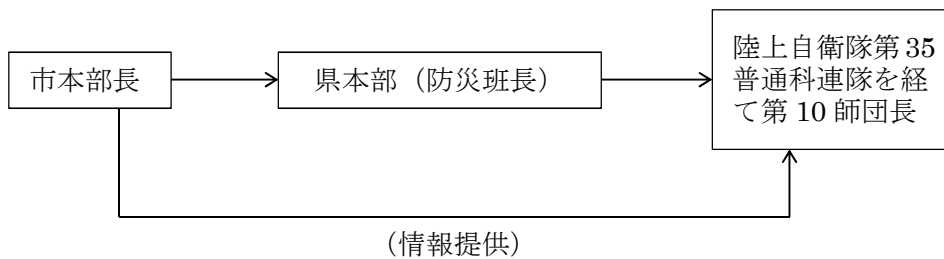 市本部長
県本部（防災班長）
陸上自衛隊第35
普通科連隊を経
て第10師団長
（情報提供）